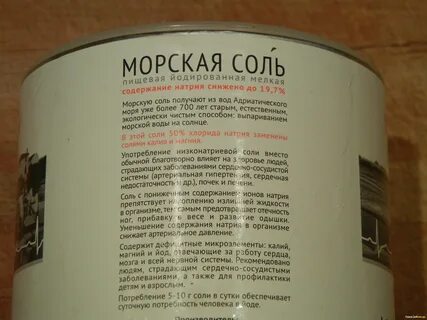 МОРСКАЯ СОЛЬ
пищевая йодированная мелкая
содержание натрия снижено до 19,7%
Морскую соль получают из вод Адриатического
моря уже более 700 лет старым, естественным,
экологически чистым способом: выпариванием
морской воды на солнце.
В этой соли 50% хлорида натрия заменены
солями калия и магния.
Употребление низконатриевой соли вместо
обычной благотворно влияет на здоровье людей,
страдающих заболеваниями сердечно-сосудистой
системы (артериальная гипертензия, сердечная
недостаточность и др.), почек и печени.
Соль с пониженным содержанием ионов натрия
препятствует накоплению излишней жидкости
в организме, тем самым предотвращает отечность
ног, прибавку в весе и развитие одышки.
Уменьшение содержания натрия в организме
снижает артериальное давление.
Содержит дефицитные микроэлементы: калий,
магний и йод, отвечающие за работу сердца,
мозга и всей нервной системы. Рекомендовано
людям, страдающим сердечно-сосудистыми
заболеваниями, а также для профилактики
детям и взрослым.
Потребление 5-10 г соли в сутки обеспечивает
суточную потребность человека в йоде.